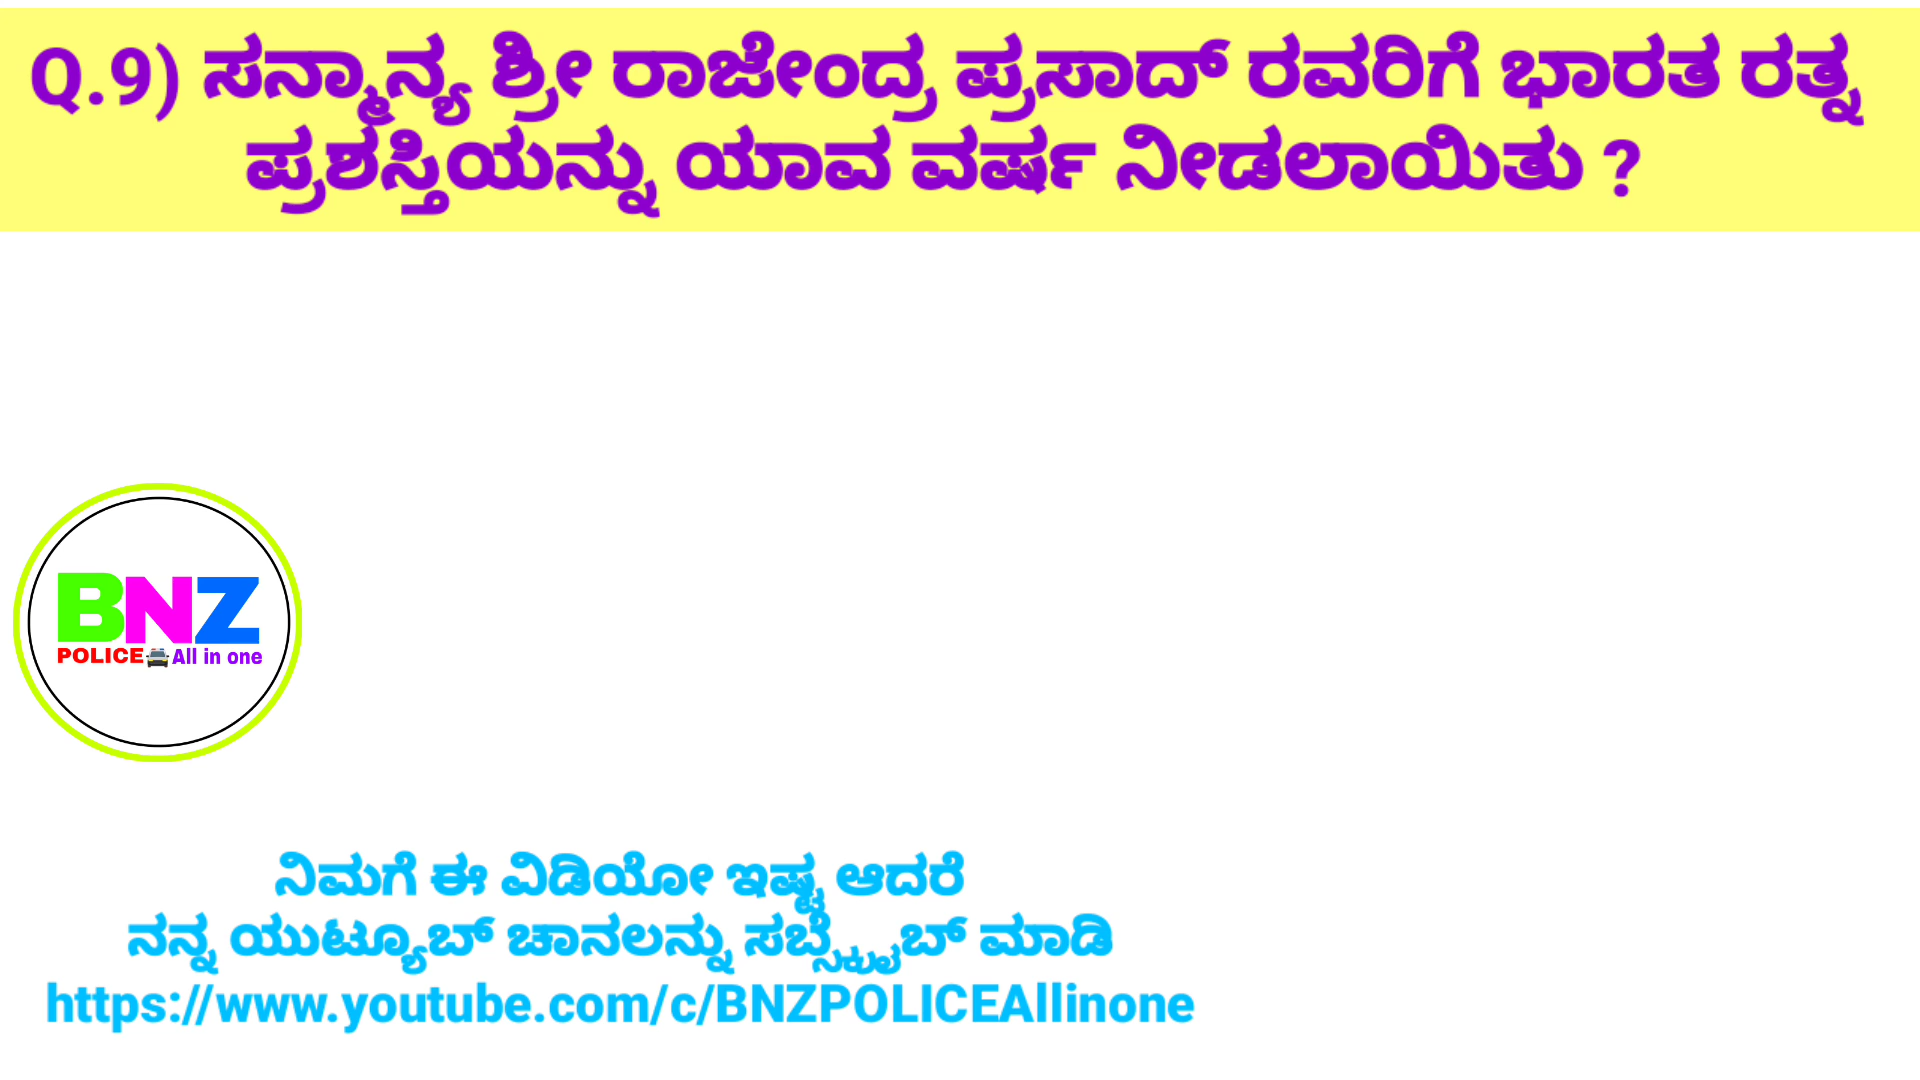 Q.9) ಸನ್ಮಾನ್ಯ ಶ್ರೀ ರಾಜೇಂದ್ರ ಪ್ರಸಾದ್ ರವರಿಗೆ ಭಾರತ ರತ್ನ
ಪ್ರಶಸ್ತಿಯನ್ನು ಯಾವ ವರ್ಷ ನೀಡಲಾಯಿತು ?
BNZ
POLICE All in one
ನಿಮಗೆ ಈ ವಿಡಿಯೋ ಇಷ್ಟ ಆದರೆ
ನನ್ನ ಯುಟ್ಯೂಬ್ ಚಾನಲನ್ನು ಸಬ್ಸ್ಕ್ರೈಬ್ ಮಾಡಿ
https://www.youtube.com/c/BNZPOLICEAllinone